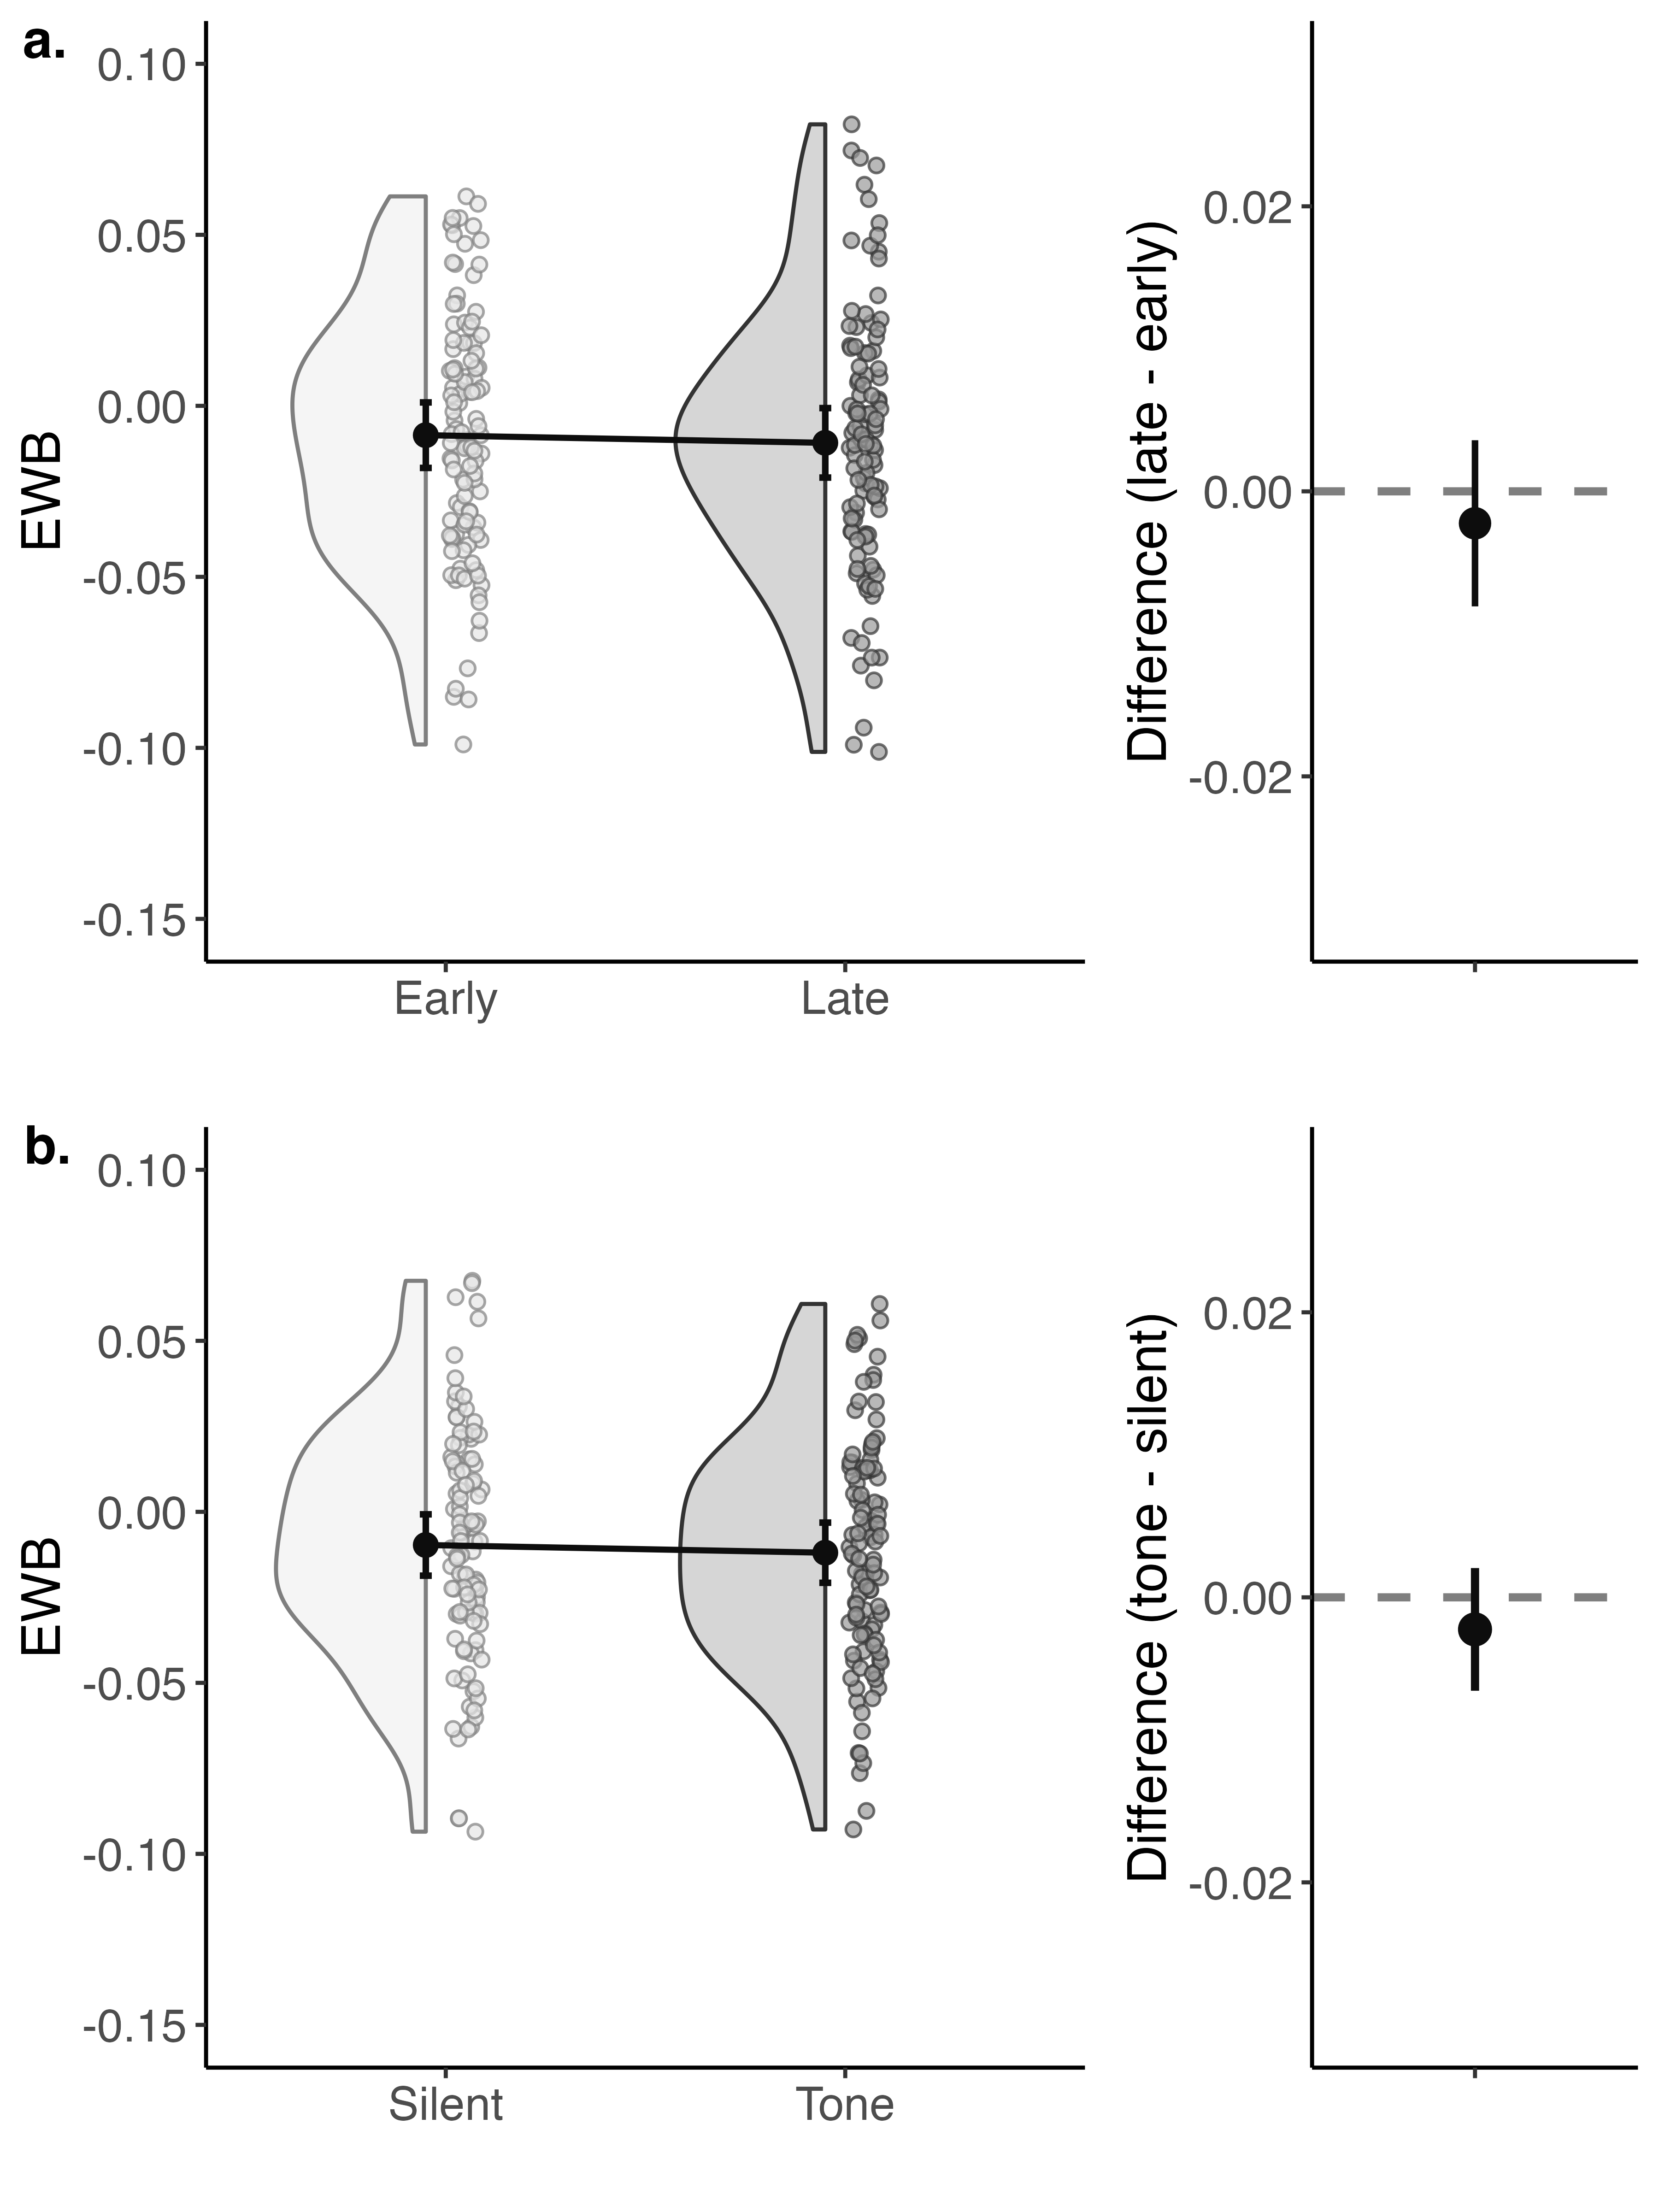 a.
0.10
0.05
0.00
-0.05
-0.10
-0.15
EWB
Early
Late
Difference (late - early)
0.02
0.00
-0.02
b.
0.10
0.05
0.00
-0.05
-0.10
-0.15
EWB
Silent
Tone
Difference (tone - silent)
0.02
0.00
-0.02